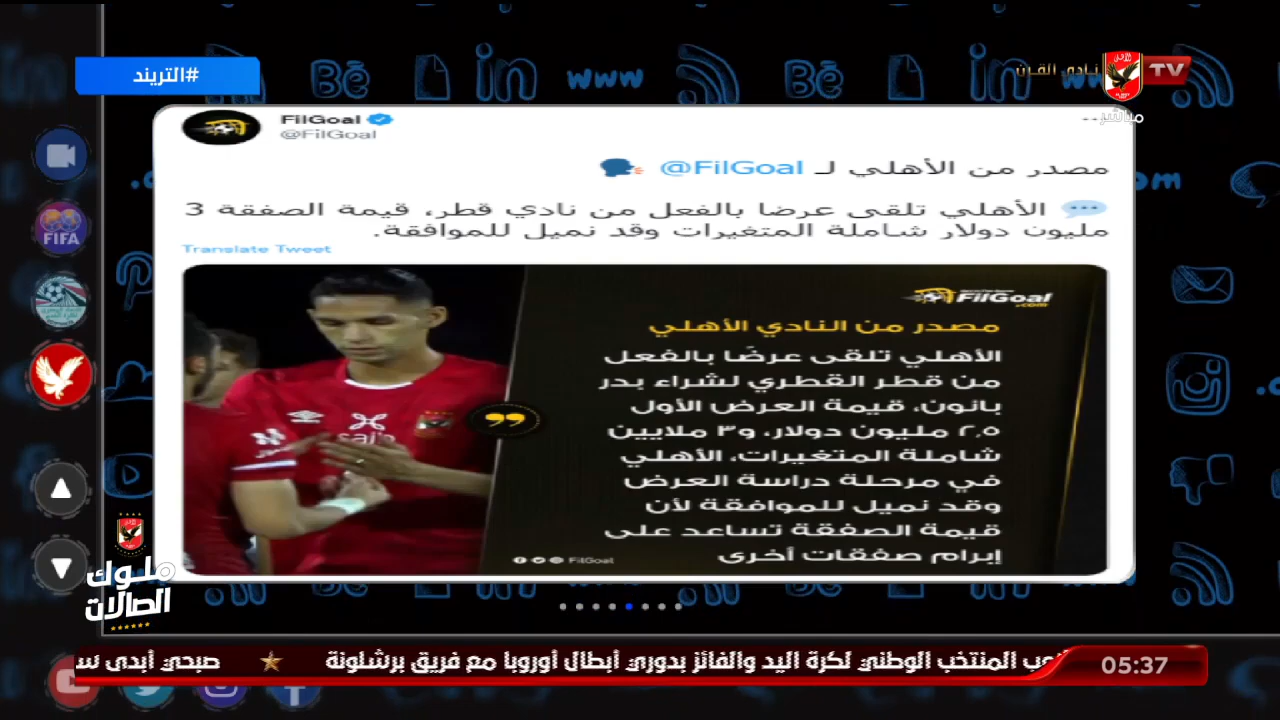 #التريند
نادي القرن
TV
مباشر
FilGoal
@FilGoal
مصدر من الأهلي لـ @FilGoal
الأهلي تلقى عرضا بالفعل من نادي قطر، قيمة الصفقة 3
مليون دولار شاملة المتغيرات وقد نميل للموافقة.
Translate Tweet
FilGoal
.com
مصدر من النادي الأهلي
الأهلي تلقى عرضًا بالفعل
من قطر القطري لشراء بدر
بانون، قيمة العرض الأول
٢,٥ مليون دولار، و٣ ملايين
شاملة المتغيرات، الأهلي
في مرحلة دراسة العرض
وقد نميل للموافقة لأن
قيمة الصفقة تساعد على
إبرام صفقات أخرى
FilGoal
FIFA
ملوك
الصالات
المنتخب الوطني لكرة اليد والفائز بدوري أبطال أوروبا مع فريق برشلونة
صبحي أبدى
05:37